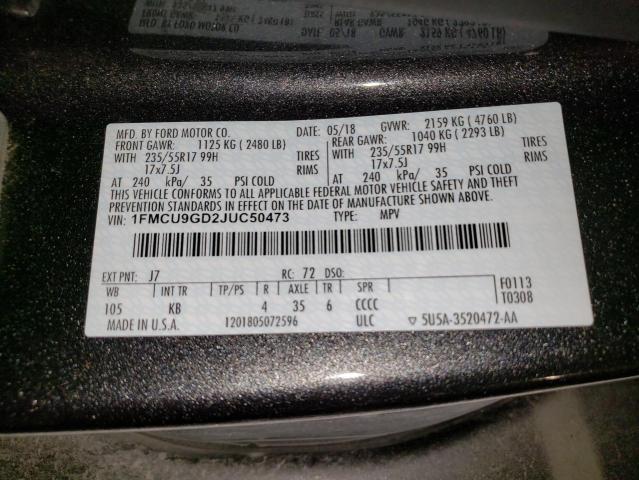 MFD. BY FORD MOTOR CO. DATE: 05/18 GVWR: 2159 KG ( 4760 LB)
FRONT GAWR: 1125 KG ( 2480 LB) REAR GAWR: 1040 KG ( 2293 LB)
WITH 235/55R17 99H TIRES WITH 235/55R17 99H TIRES
17x7.5J RIMS 17x7.5J RIMS
AT 240 kPa/ 35 PSI COLD AT 240 kPa/ 35 PSI COLD
THIS VEHICLE CONFORMS TO ALL APPLICABLE FEDERAL MOTOR VEHICLE SAFETY AND THEFT
PREVENTION STANDARDS IN EFFECT ON THE DATE OF MANUFACTURE SHOWN ABOVE.
VIN: 1FMCU9GD2JUC50473 TYPE: MPV
EXT PNT: J7 RC: 72 DSO:
WB INT TR TP/PS R AXLE TR SPR F0113
105 KB 4 35 6 CCCC T0308
MADE IN U.S.A. 1201805072596 ULC ▽ 5U5A-3520472-AA